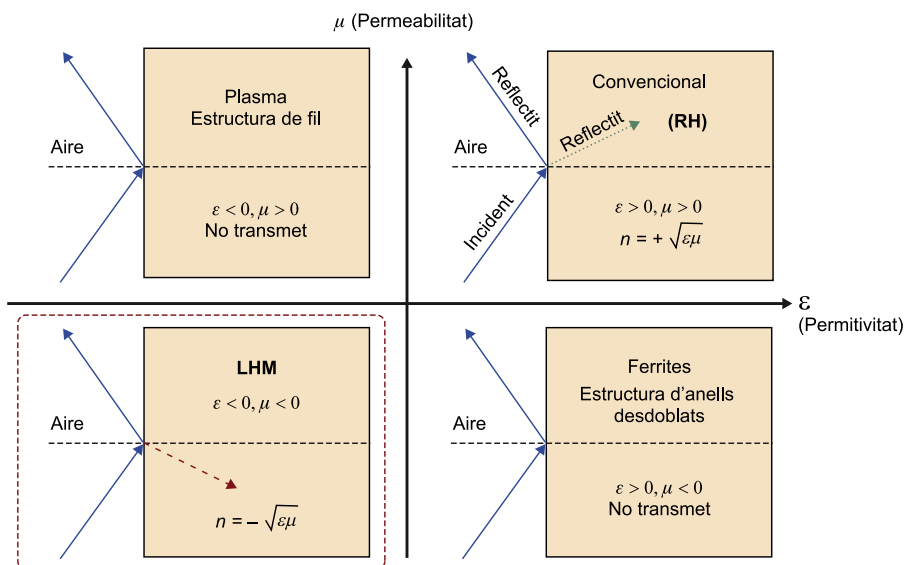 μ (Permeabilitat)
Plasma
Estructura de fil
Aire
ε < 0, μ > 0
No transmet
Reflectit
Convencional
Reflectit
(RH)
Aire
Incident
ε > 0, μ > 0
n = + √εμ
ε
(Permitivitat)
LHM
ε < 0, μ < 0
Aire
n = − √εμ
Ferrites
Estructura d’anells
desdoblats
Aire
ε > 0, μ < 0
No transmet